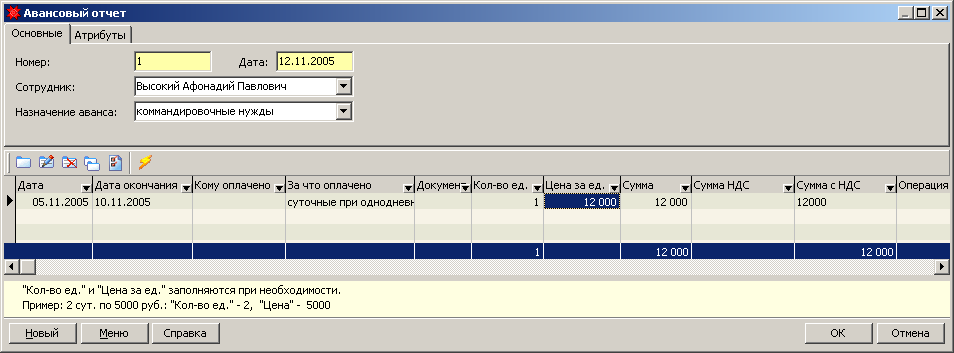 Авансовый отчет
Основные Атрибуты
Номер: 1 Дата: 12.11.2005
Сотрудник: Высокий Афонадий Павлович
Назначение аванса: коммандировочные нужды
Дата Дата окончания Кому оплачено За что оплачено Документ Кол-во ед. Цена за ед. Сумма Сумма НДС Сумма с НДС Операция
05.11.2005 10.11.2005 суточные при однодневн 1 12 000 12 000 12000
1 12 000 12 000
"Кол-во ед." и "Цена за ед." заполняются при необходимости.
Пример: 2 сут. по 5000 руб.: "Кол-во ед." - 2, "Цена" - 5000
Новый Меню Справка OK Отмена